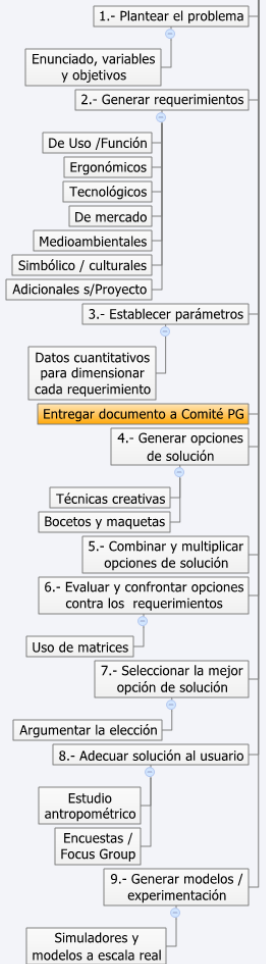 1.- Plantear el problema
Enunciado, variables
y objetivos
2.- Generar requerimientos
De Uso /Función
Ergonómicos
Tecnológicos
De mercado
Medioambientales
Simbólico / culturales
Adicionales s/Proyecto
3.- Establecer parámetros
Datos cuantitativos
para dimensionar
cada requerimiento
Entregar documento a Comité PG
4.- Generar opciones
de solución
Técnicas creativas
Bocetos y maquetas
5.- Combinar y multiplicar
opciones de solución
6.- Evaluar y confrontar opciones
contra los requerimientos
Uso de matrices
7.- Seleccionar la mejor
opción de solución
Argumentar la elección
8.- Adecuar solución al usuario
Estudio
antropométrico
Encuestas /
Focus Group
9.- Generar modelos /
experimentación
Simuladores y
modelos a escala real